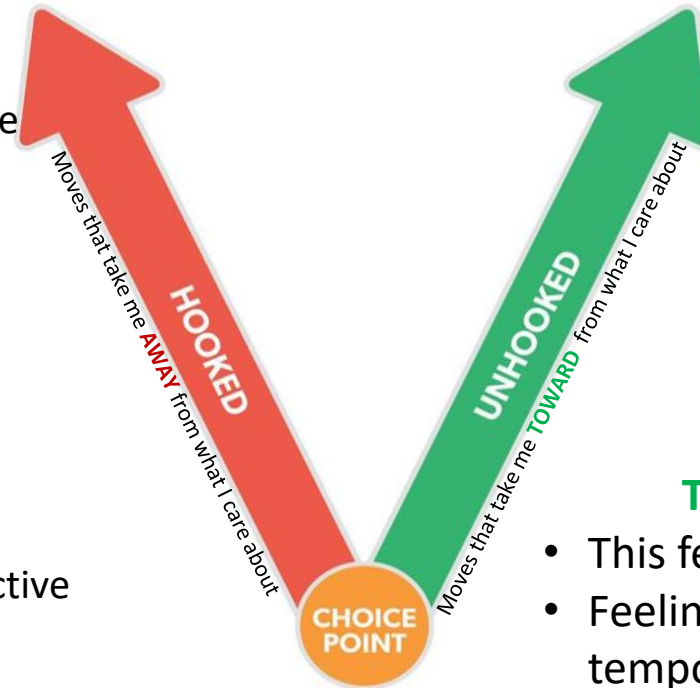 Moves that take me AWAY from what I care about
HOOKED
UNHOOKED
Moves that take me TOWARD from what I care about
CHOICE
POINT
• This fe
• Feelin
tempo
e
ctive
T